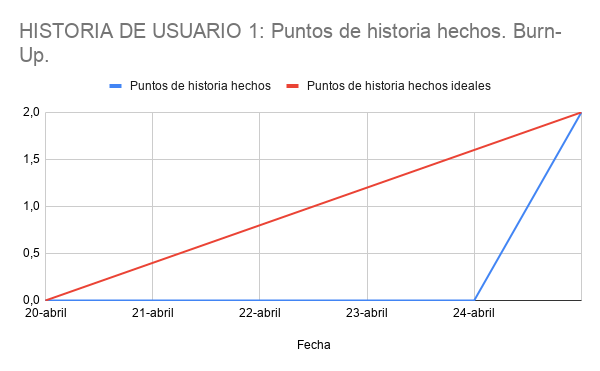 HISTORIA DE USUARIO 1: Puntos de historia hechos. Burn-
Up.
Puntos de historia hechos
Puntos de historia hechos ideales
2,0
1,5
1,0
0,5
0,0
20-abril
21-abril
22-abril
23-abril
24-abril
Fecha